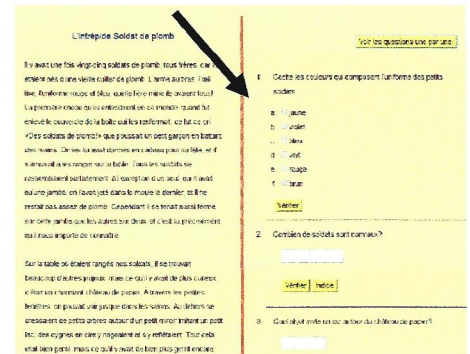 L'intrépide Soldat de plomb
Il y avait une fois vingt-cinq soldats de plomb, tous frères, car
étaient nés d'une vieille cuiller de plomb. L'arme au bras, l'œil
fixe, l'uniforme rouge et bleu, quelle fière mine ils avaient tous!
La première chose qu'ils entendirent en ce monde, quand fut
enlevé le couvercle de la boîte qui les renfermait, ce fut ce cri
«Des soldats de plomb!» que poussait un petit garçon en battant
des mains. On les lui avait donnés en cadeau pour sa fête, et il
s'amusait à les ranger sur la table. Tous les soldats se
ressemblaient parfaitement, à l'exception d'un seul, qui n'avait
qu'une jambe, on l'avait jeté dans le moule le dernier, et il ne
restait pas assez de plomb. Cependant il se tenait aussi ferme
sur cette jambe que les autres sur deux, et c'est lui précisément
qu'il nous importe de connaître.
Sur la table où étaient rangés nos soldats, il se trouvait
beaucoup d'autres joujoux; mais ce qu'il y avait de plus curieux
c'était un charmant château de papier. A travers les petites
fenêtres, on pouvait voir jusque dans les salons. Au dehors se
dressaient de petits arbres autour d'un petit miroir imitant un petit
lac; des cygnes en cire y nageaient et s'y reflétaient. Tout cela
était bien gentil; mais ce qu'il y avait de bien plus gentil encore
Voir les questions une par une
1. Coche les couleurs qui composent l'uniforme des petits
soldats
a. jaune
b. violet
c. bleu
d. vert
e. rouge
f. brun
Vérifier
2. Combien de soldats sont normaux?
Vérifier Indice
3. Quel objet imite un lac autour du château de papier?